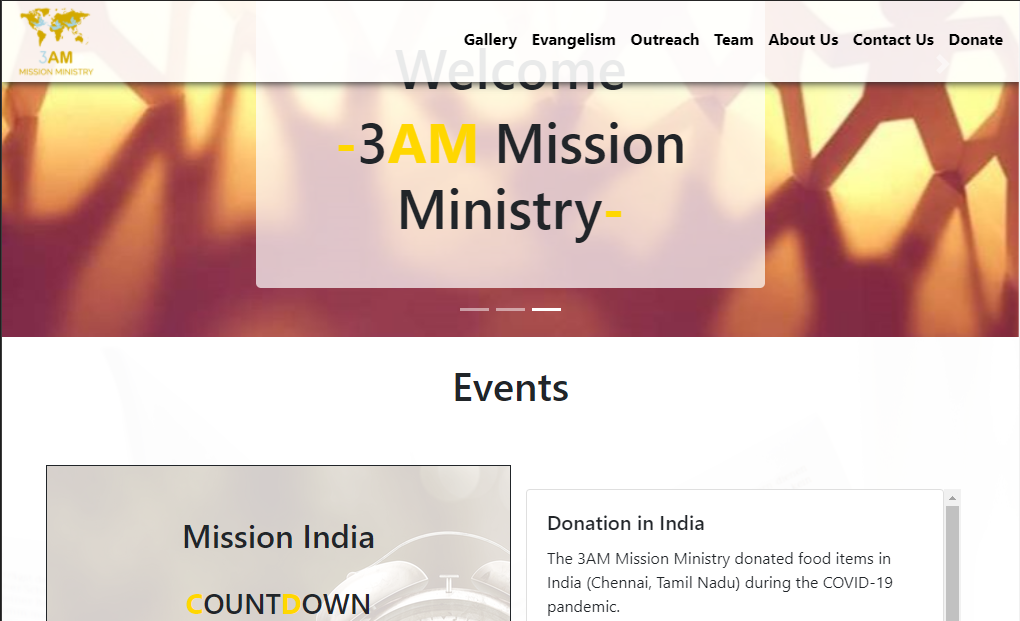 3AM
MISSION MINISTRY
Gallery Evangelism Outreach Team About Us Contact Us Donate
Welcome
-3AM Mission
Ministry-
Events
Mission India
COUNTDOWN
Donation in India
The 3AM Mission Ministry donated food items in
India (Chennai, Tamil Nadu) during the COVID-19
pandemic.